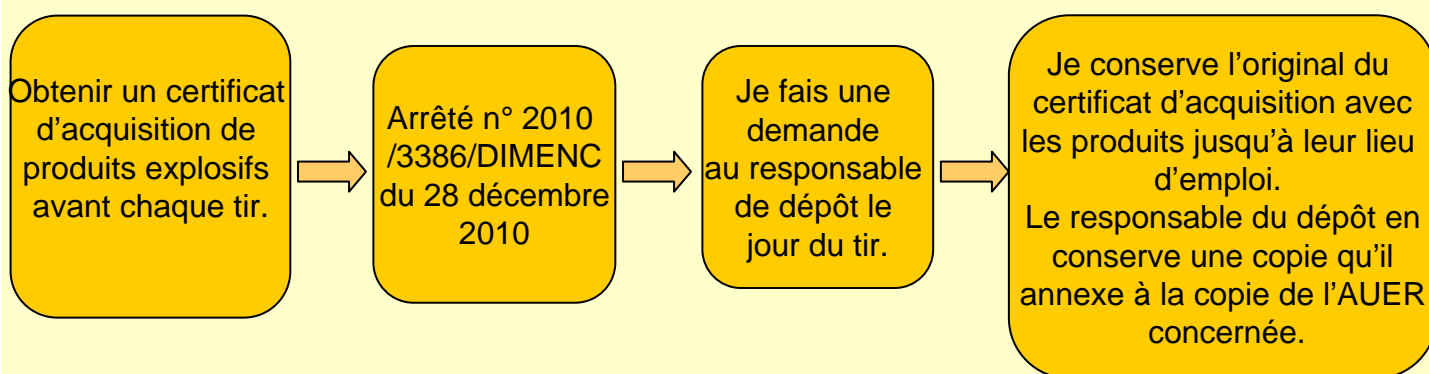 Obtenir un certificat
d'acquisition de
produits explosifs
avant chaque tir.
Arrêté n° 2010
/3386/DIMENC
du 28 décembre
2010
Je fais une
demande
au responsable
de dépôt le
jour du tir.
Je conserve l'original du
certificat d'acquisition avec
les produits jusqu'à leur lieu
d'emploi.
Le responsable du dépôt en
conserve une copie qu'il
annexe à la copie de l'AUER
concernée.